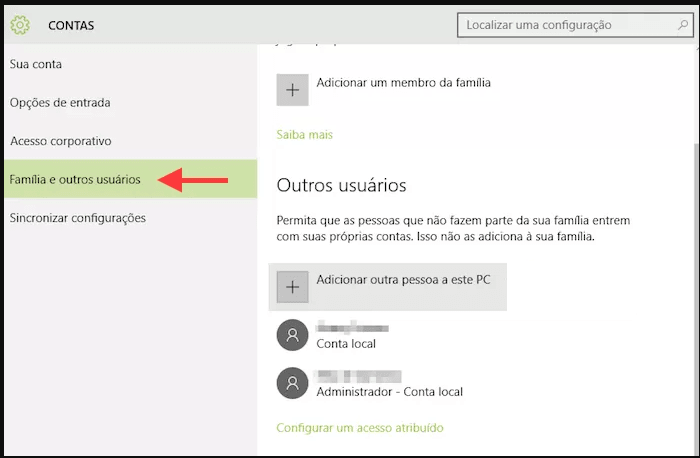 CONTAS
Localizar uma configuração
Sua conta
Opções de entrada
Acesso corporativo
Família e outros usuários
Sincronizar configurações
Adicionar um membro da família
Saiba mais
Outros usuários
Permita que as pessoas que não fazem parte da sua família entrem
com suas próprias contas. Isso não as adiciona à sua família.
Adicionar outra pessoa a este PC
Conta local
Administrador - Conta local
Configurar um acesso atribuído